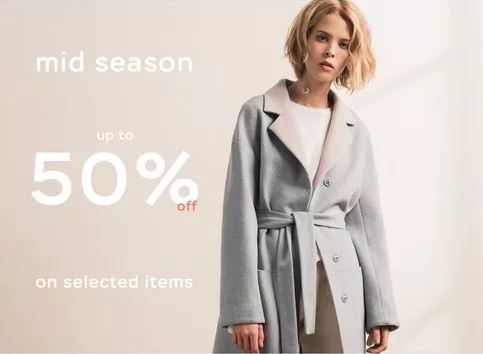 mid season
up to
50%
off
on selected items